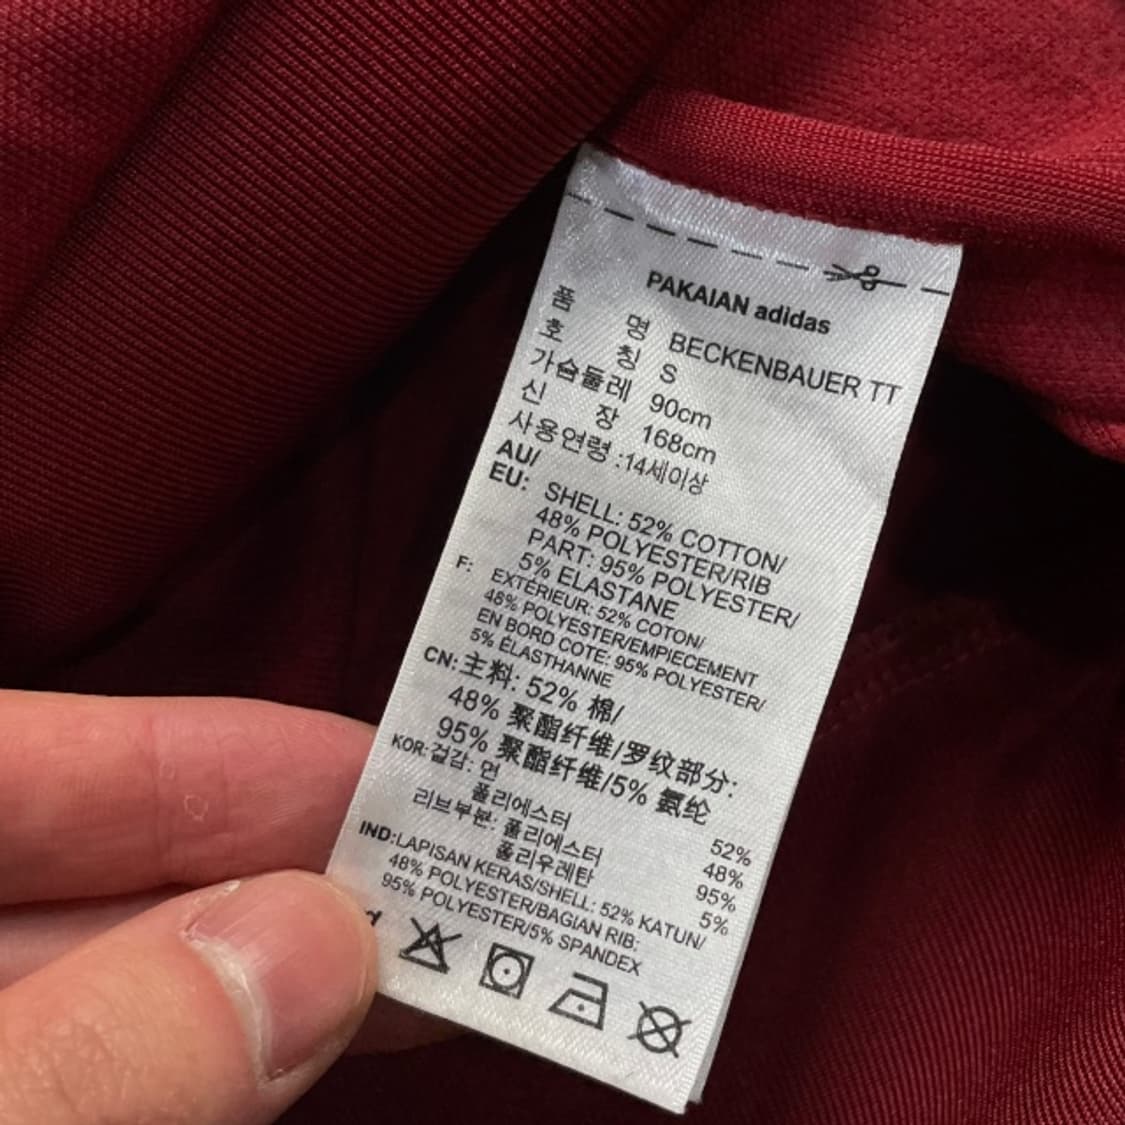 PAKAIAN adidas
품 명 BECKENBAUER TT
호 칭 S
가슴둘레 90cm
신 장 168cm
사용연령 :14세이상
AU/
EU: SHELL: 52% COTTON/
48% POLYESTER/RIB
PART: 95% POLYESTER/
5% ELASTANE
F: EXTÉRIEUR: 52% COTON/
48% POLYESTER/EMPIECEMENT
EN BORD COTE: 95% POLYESTER/
5% ÉLASTHANNE
CN: 主料: 52% 棉/
48% 聚酯纤维/罗纹部分:
95% 聚酯纤维/5% 氨纶
KOR: 겉감: 면 52%
폴리에스터 48%
리브부분: 폴리에스터 95%
폴리우레탄 5%
IND:LAPISAN KERAS/SHELL: 52% KATUN/
48% POLYESTER/BAGIAN RIB:
95% POLYESTER/5% SPANDEX